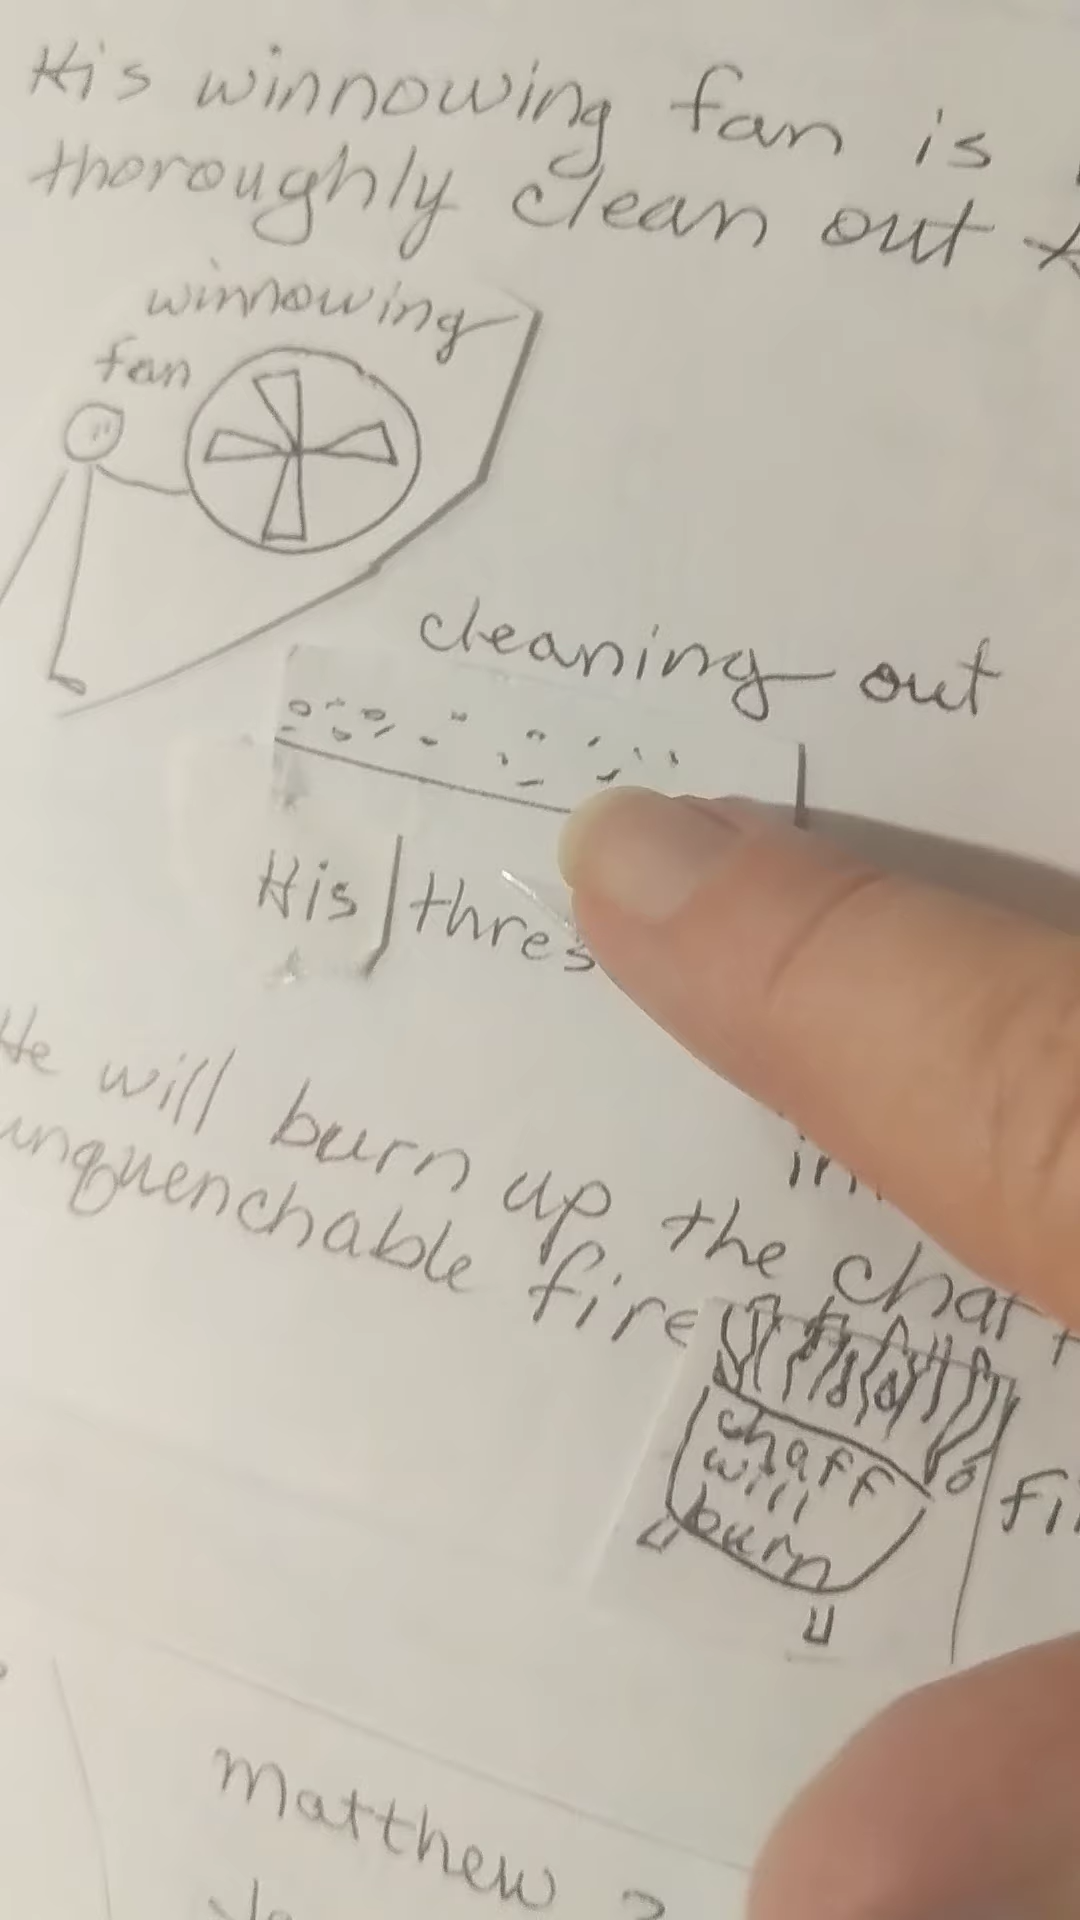 His winnowing fan is
thoroughly clean out
winnowing
fan
cleaning out
His thres
He will burn up the chaf
unquenchable fire
chaff
will
burn
Matthew